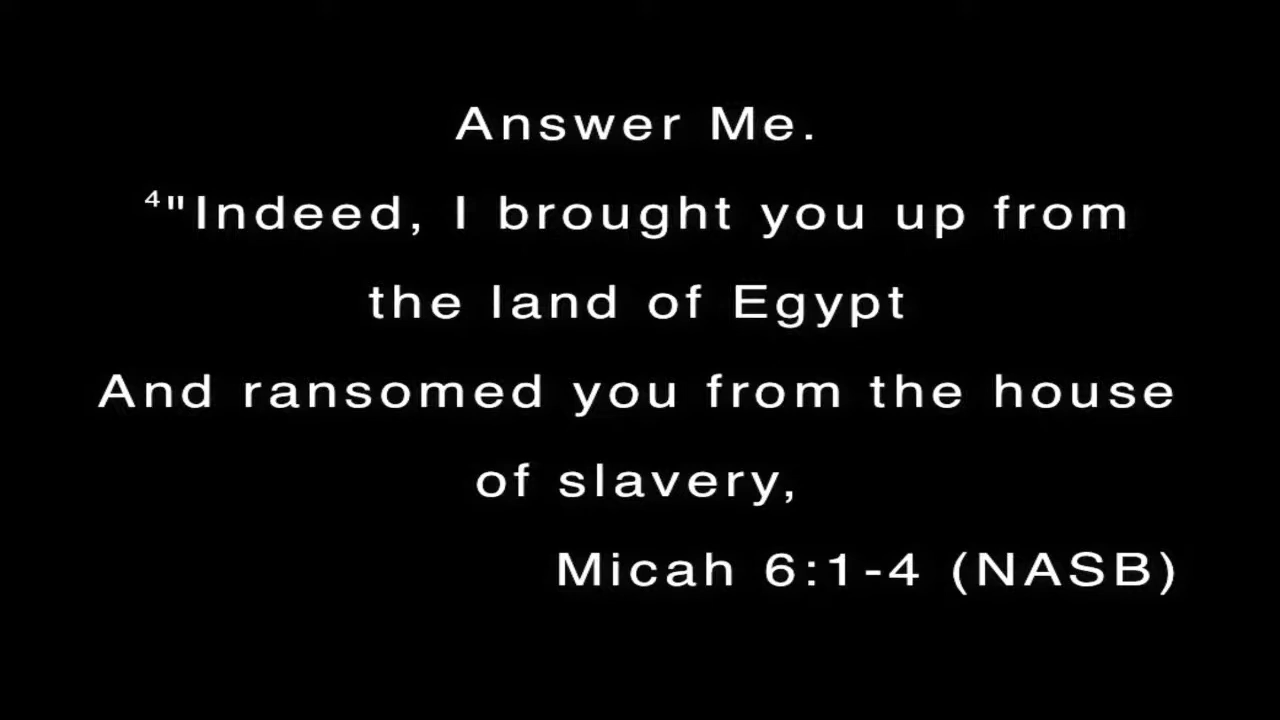 Answer Me.
⁴"Indeed, I brought you up from
the land of Egypt
And ransomed you from the house
of slavery,
Micah 6:1-4 (NASB)